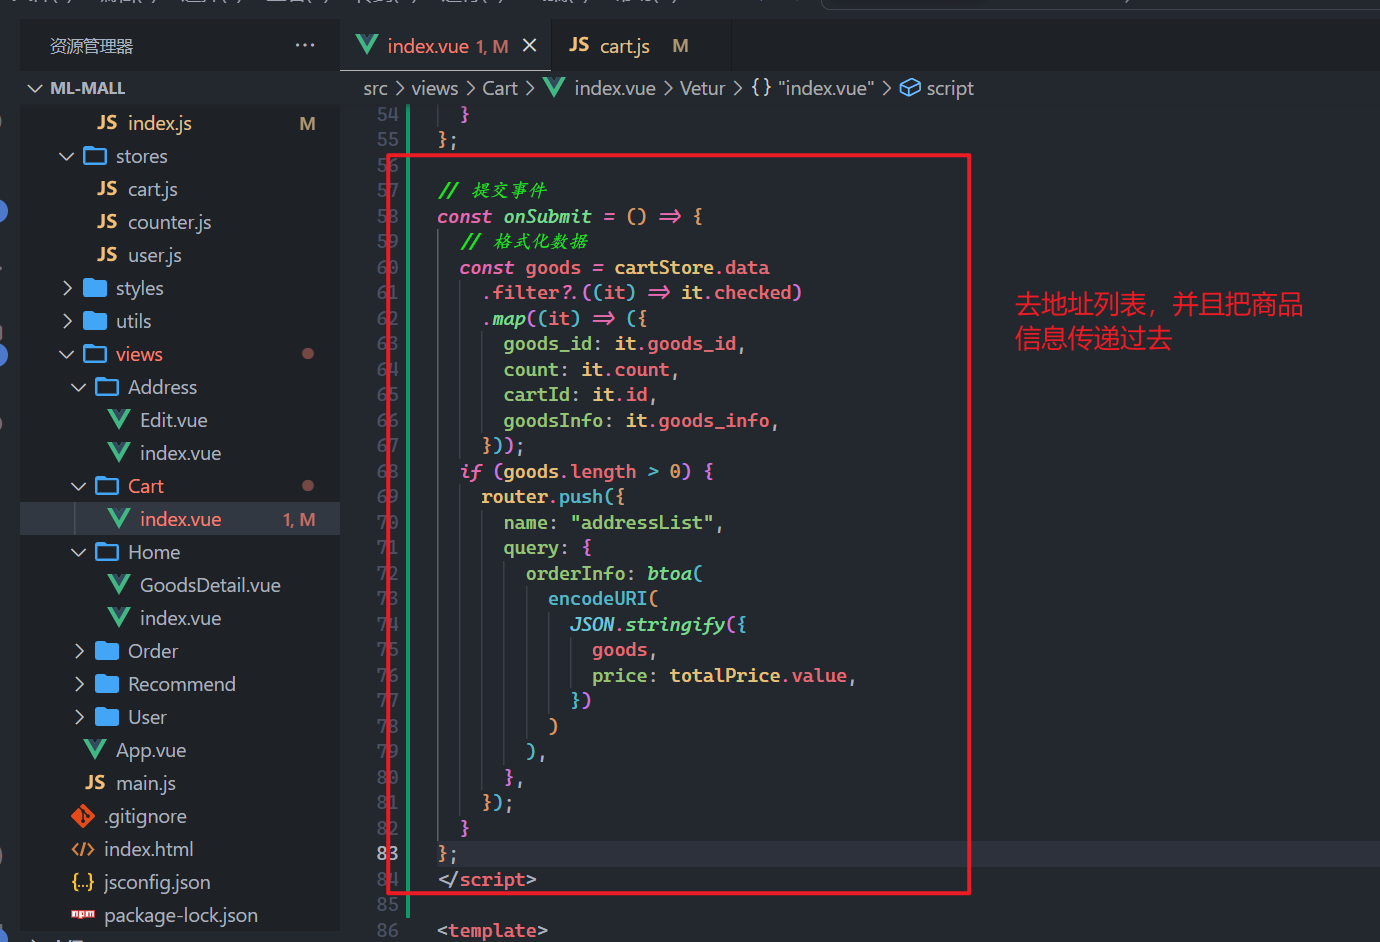 资源管理器
ML-MALL
index.js M
stores
cart.js
counter.js
user.js
styles
utils
views
Address
Edit.vue
index.vue
Cart
index.vue 1, M
Home
GoodsDetail.vue
index.vue
Order
Recommend
User
App.vue
main.js
.gitignore
index.html
jsconfig.json
package-lock.json
index.vue 1, M
cart.js M
src > views > Cart > index.vue > Vetur > {} "index.vue" > script
54 }
55 };
56
57 // 提交事件
58 const onSubmit = () => {
59 // 格式化数据
60 const goods = cartStore.data
61 .filter?.((it) => it.checked)
62 .map((it) => ({
63 goods_id: it.goods_id,
64 count: it.count,
65 cartId: it.id,
66 goodsInfo: it.goods_info,
67 }));
68 if (goods.length > 0) {
69 router.push({
70 name: "addressList",
71 query: {
72 orderInfo: btoa(
73 encodeURI(
74 JSON.stringify({
75 goods,
76 price: totalPrice.value,
77 })
78 )
79 ),
80 },
81 });
82 }
83 };
84 </script>
85
86 <template>
去地址列表，并且把商品
信息传递过去